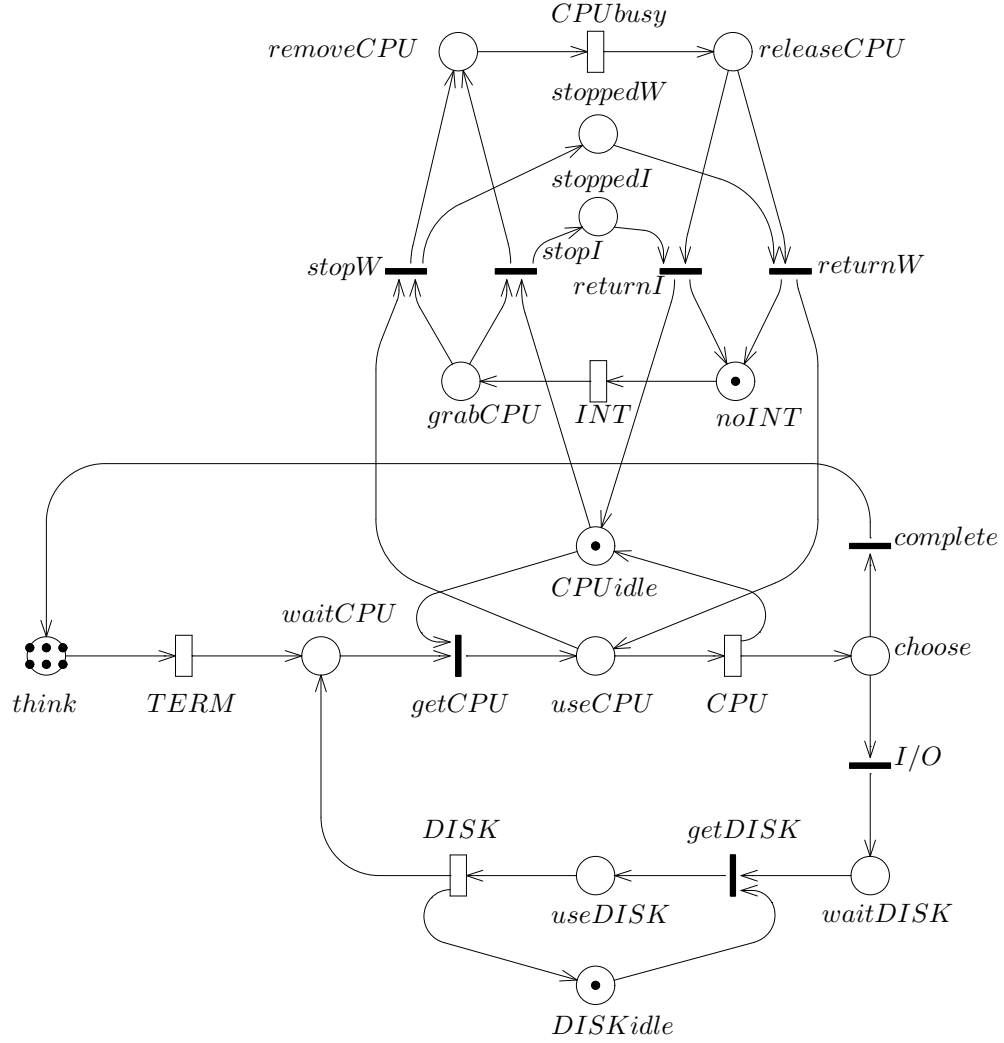 CPUbusy
removeCPU
releaseCPU
stoppedW
stoppedI
stopI
stopW
returnW
returnI
grabCPU
INT
noINT
complete
CPUidle
waitCPU
choose
think
TERM
getCPU
useCPU
CPU
I/O
DISK
getDISK
useDISK
waitDISK
DISKidle